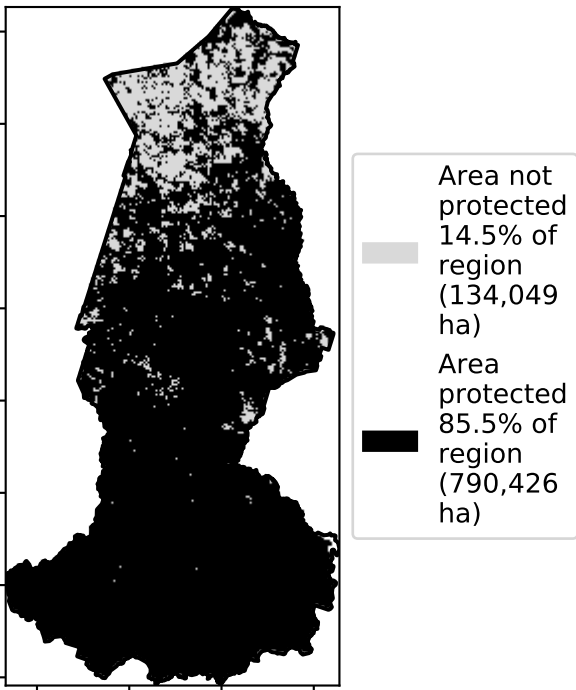 Area not
protected
14.5% of
region
(134,049
ha)
Area
protected
85.5% of
region
(790,426
ha)